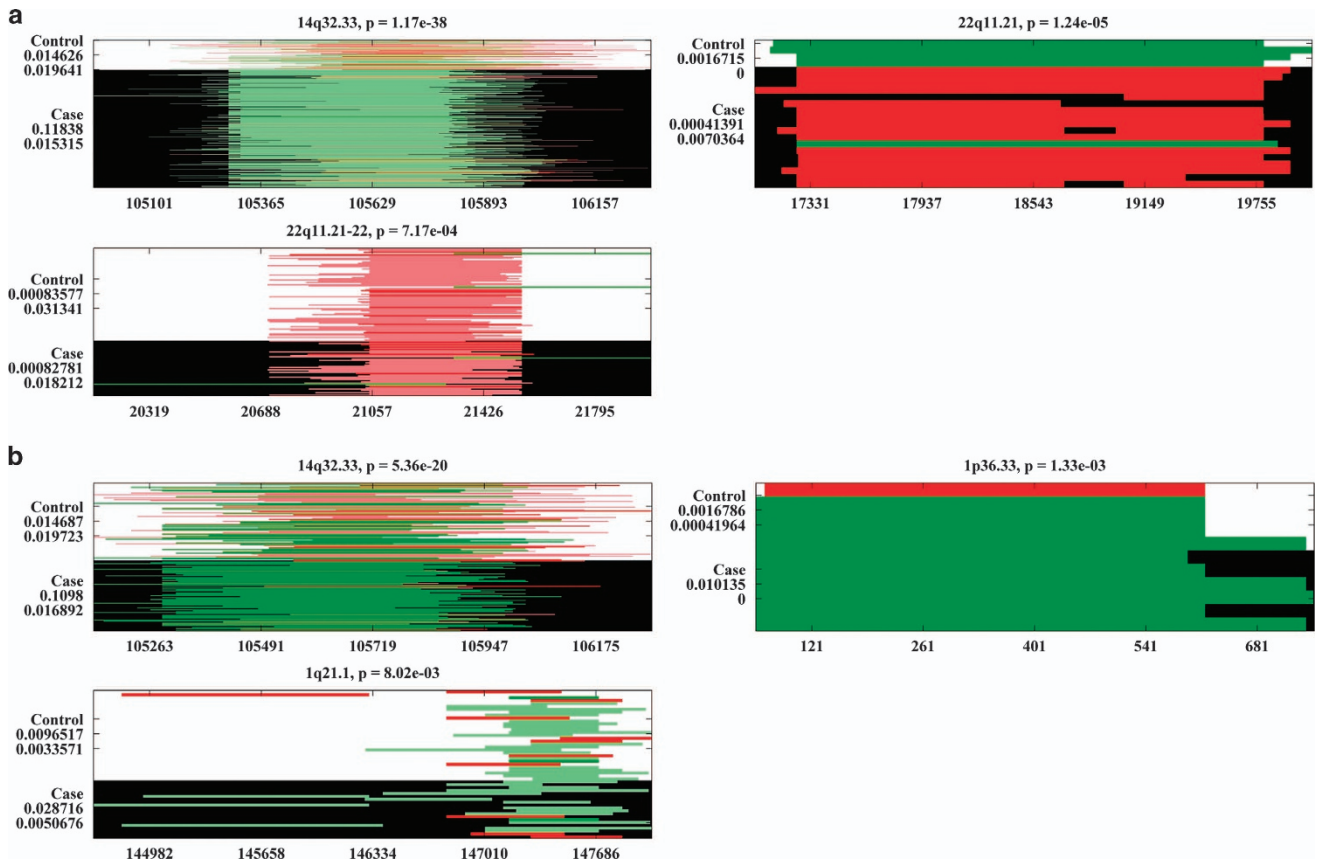 a
14q32.33, p = 1.17e-38
Control
0.014626
0.019641
Case
0.11838
0.015315
105101 105365 105629 105893 106157
22q11.21, p = 1.24e-05
Control
0.0016715
0
Case
0.00041391
0.0070364
17331 17937 18543 19149 19755
22q11.21-22, p = 7.17e-04
Control
0.00083577
0.031341
Case
0.00082781
0.018212
20319 20688 21057 21426 21795
b
14q32.33, p = 5.36e-20
Control
0.014687
0.019723
Case
0.1098
0.016892
105263 105491 105719 105947 106175
1p36.33, p = 1.33e-03
Control
0.0016786
0.00041964
Case
0.010135
0
121 261 401 541 681
1q21.1, p = 8.02e-03
Control
0.0096517
0.0033571
Case
0.028716
0.0050676
144982 145658 146334 147010 147686